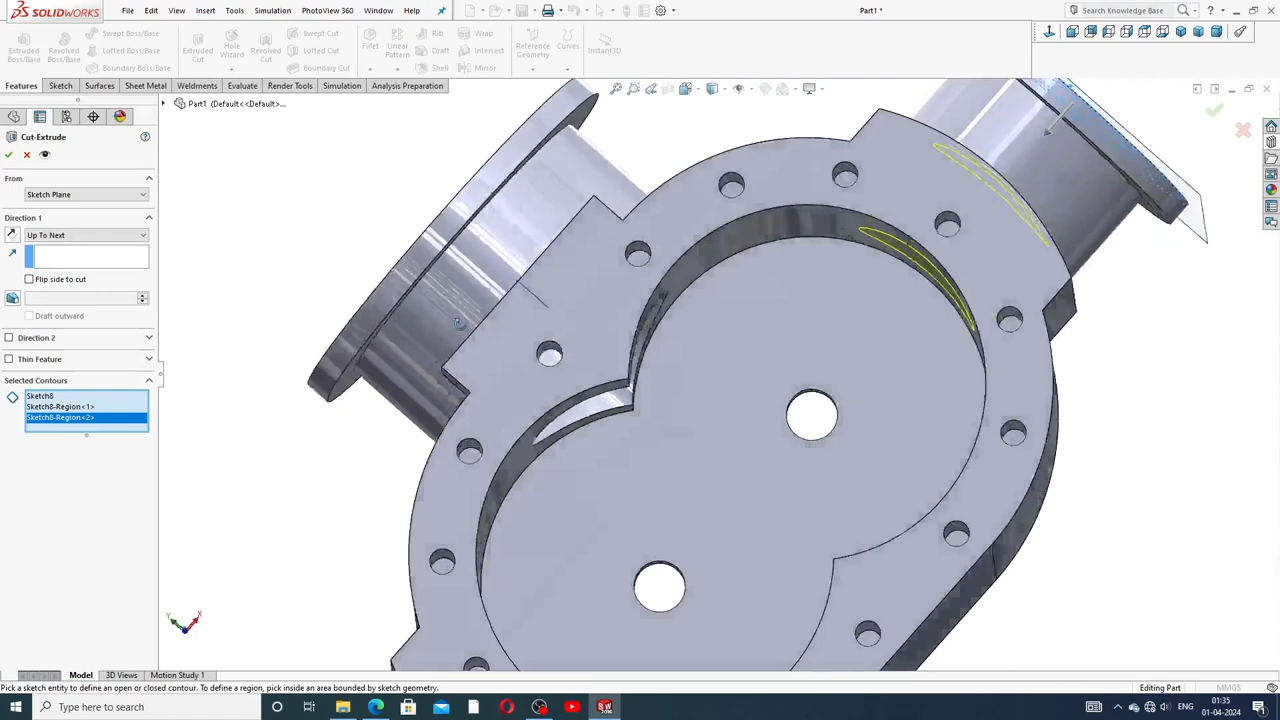 SOLIDWORKS
File Edit View Insert Tools Simulation PhotoView 360 Window Help
Part1 *
Search Knowledge Base
Extruded Boss/Base
Revolved Boss/Base
Swept Boss/Base
Lofted Boss/Base
Boundary Boss/Base
Extruded Cut
Hole Wizard
Revolved Cut
Swept Cut
Lofted Cut
Boundary Cut
Fillet
Linear Pattern
Rib
Draft
Shell
Wrap
Intersect
Mirror
Reference Geometry
Curves
Instant3D
Features Sketch Surfaces Sheet Metal Weldments Evaluate Render Tools Simulation Analysis Preparation
Part1 (Default<<Default>...
Cut-Extrude
From
Sketch Plane
Direction 1
Up To Next
Flip side to cut
Draft outward
Direction 2
Thin Feature
Selected Contours
Sketch8
Sketch8-Region<1>
Sketch8-Region<2>
Y
X
Model 3D Views Motion Study 1
Pick a sketch entity to define an open or closed contour. To define a region, pick inside an area bounded by sketch geometry.
Editing Part
MMGS
Type here to search
ENG
01:35
01-04-2024